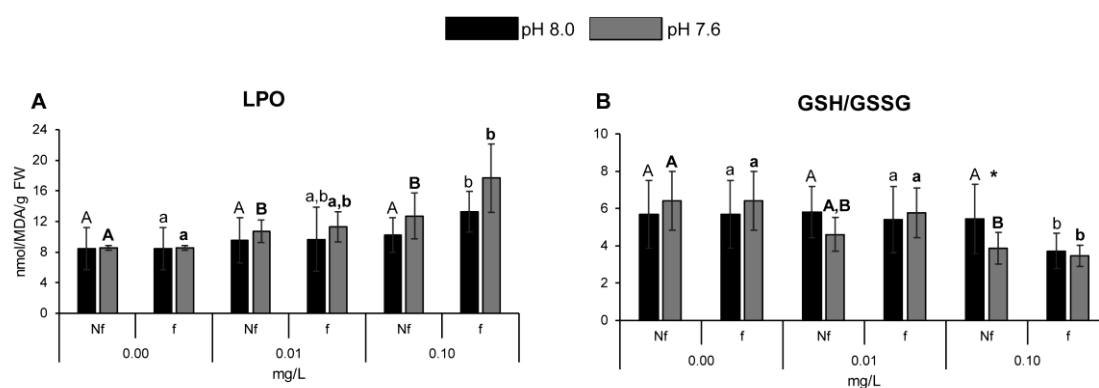 pH 8.0 pH 7.6
A LPO
nmol/MDA/g FW
24
20
16
12
8
4
0
A A a a A B a,b a,b A B b b
Nf f Nf f Nf f
0.00 0.01 0.10
mg/L
B GSH/GSSG
10
8
6
4
2
0
A A a a A A,B a a A * B b b
Nf f Nf f Nf f
0.00 0.01 0.10
mg/L